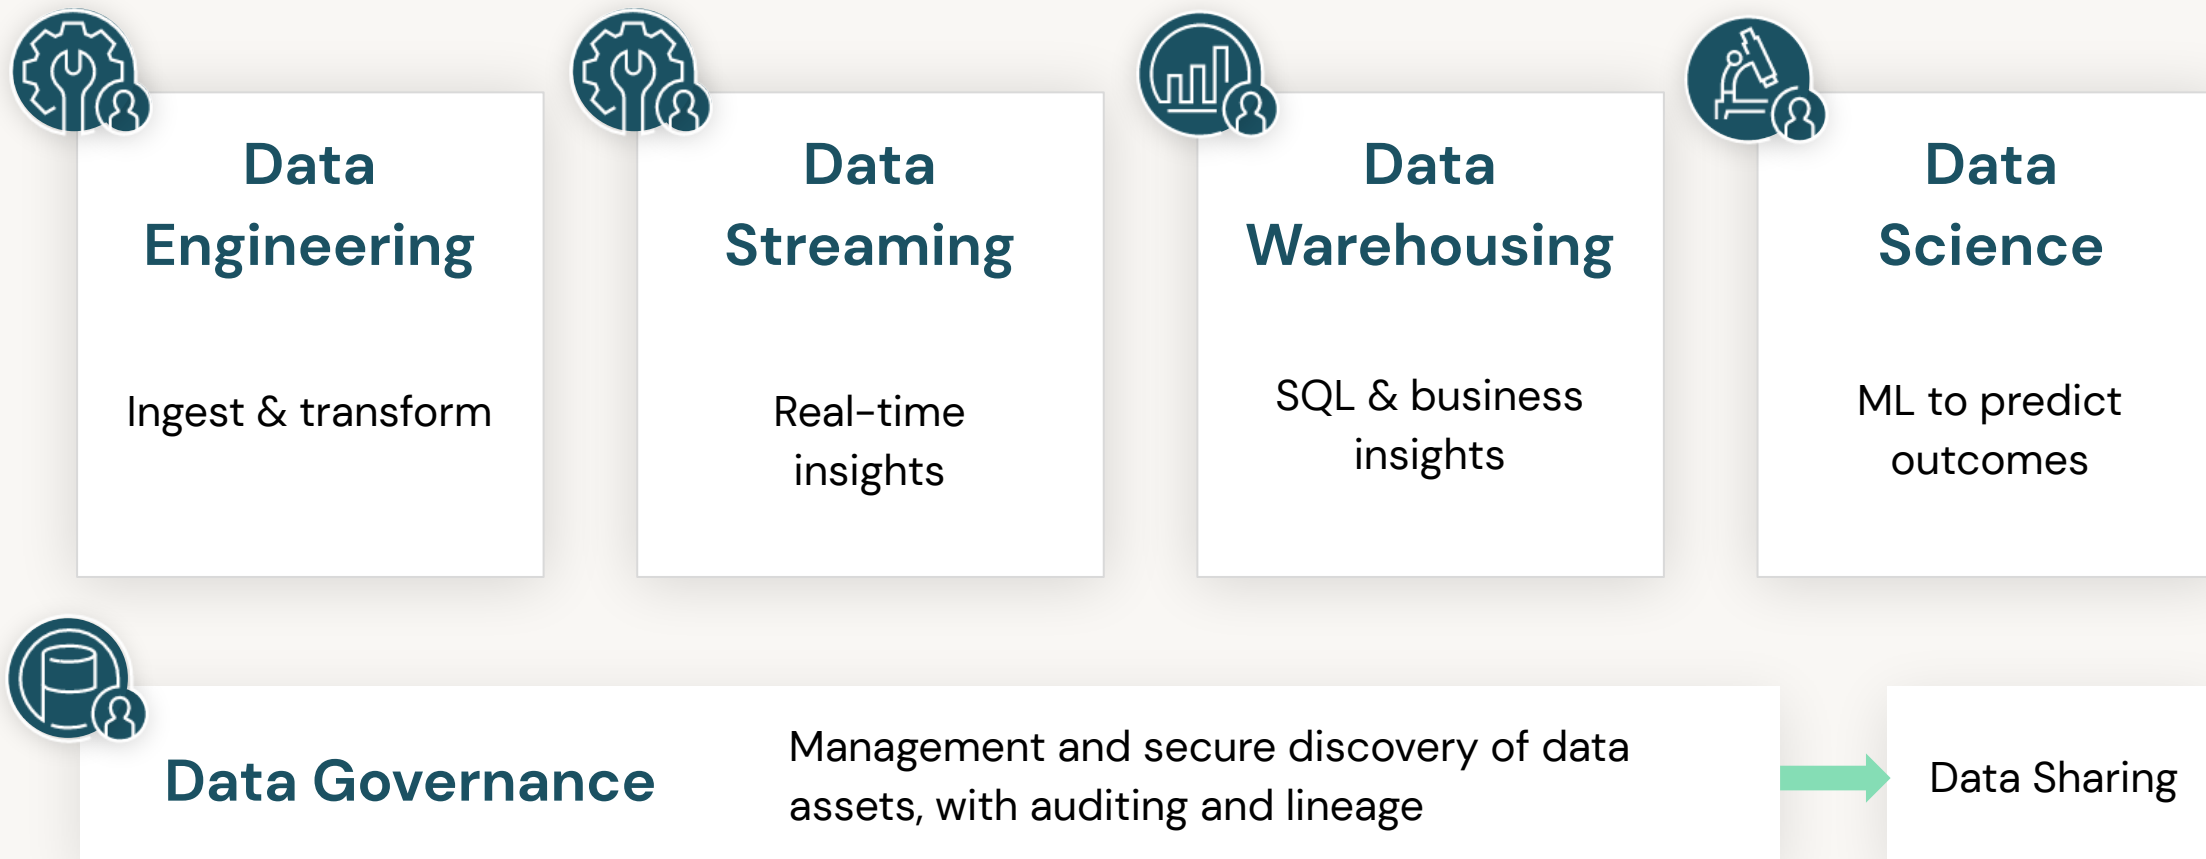 Data
Engineering
Ingest & transform
Data
Streaming
Real-time
insights
Data
Warehousing
SQL & business
insights
Data
Science
ML to predict
outcomes
Data Governance
Management and secure discovery of data
assets, with auditing and lineage
Data Sharing